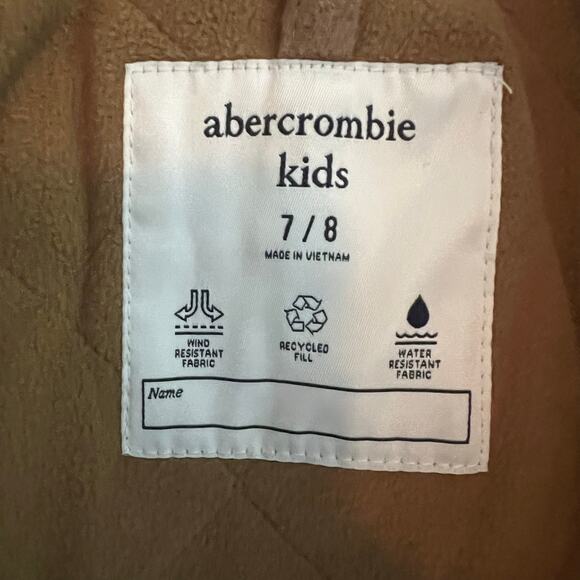 abercrombie
kids
7 / 8
MADE IN VIETNAM
WIND
RESISTANT
FABRIC
RECYCLED
FILL
WATER
RESISTANT
FABRIC
Name